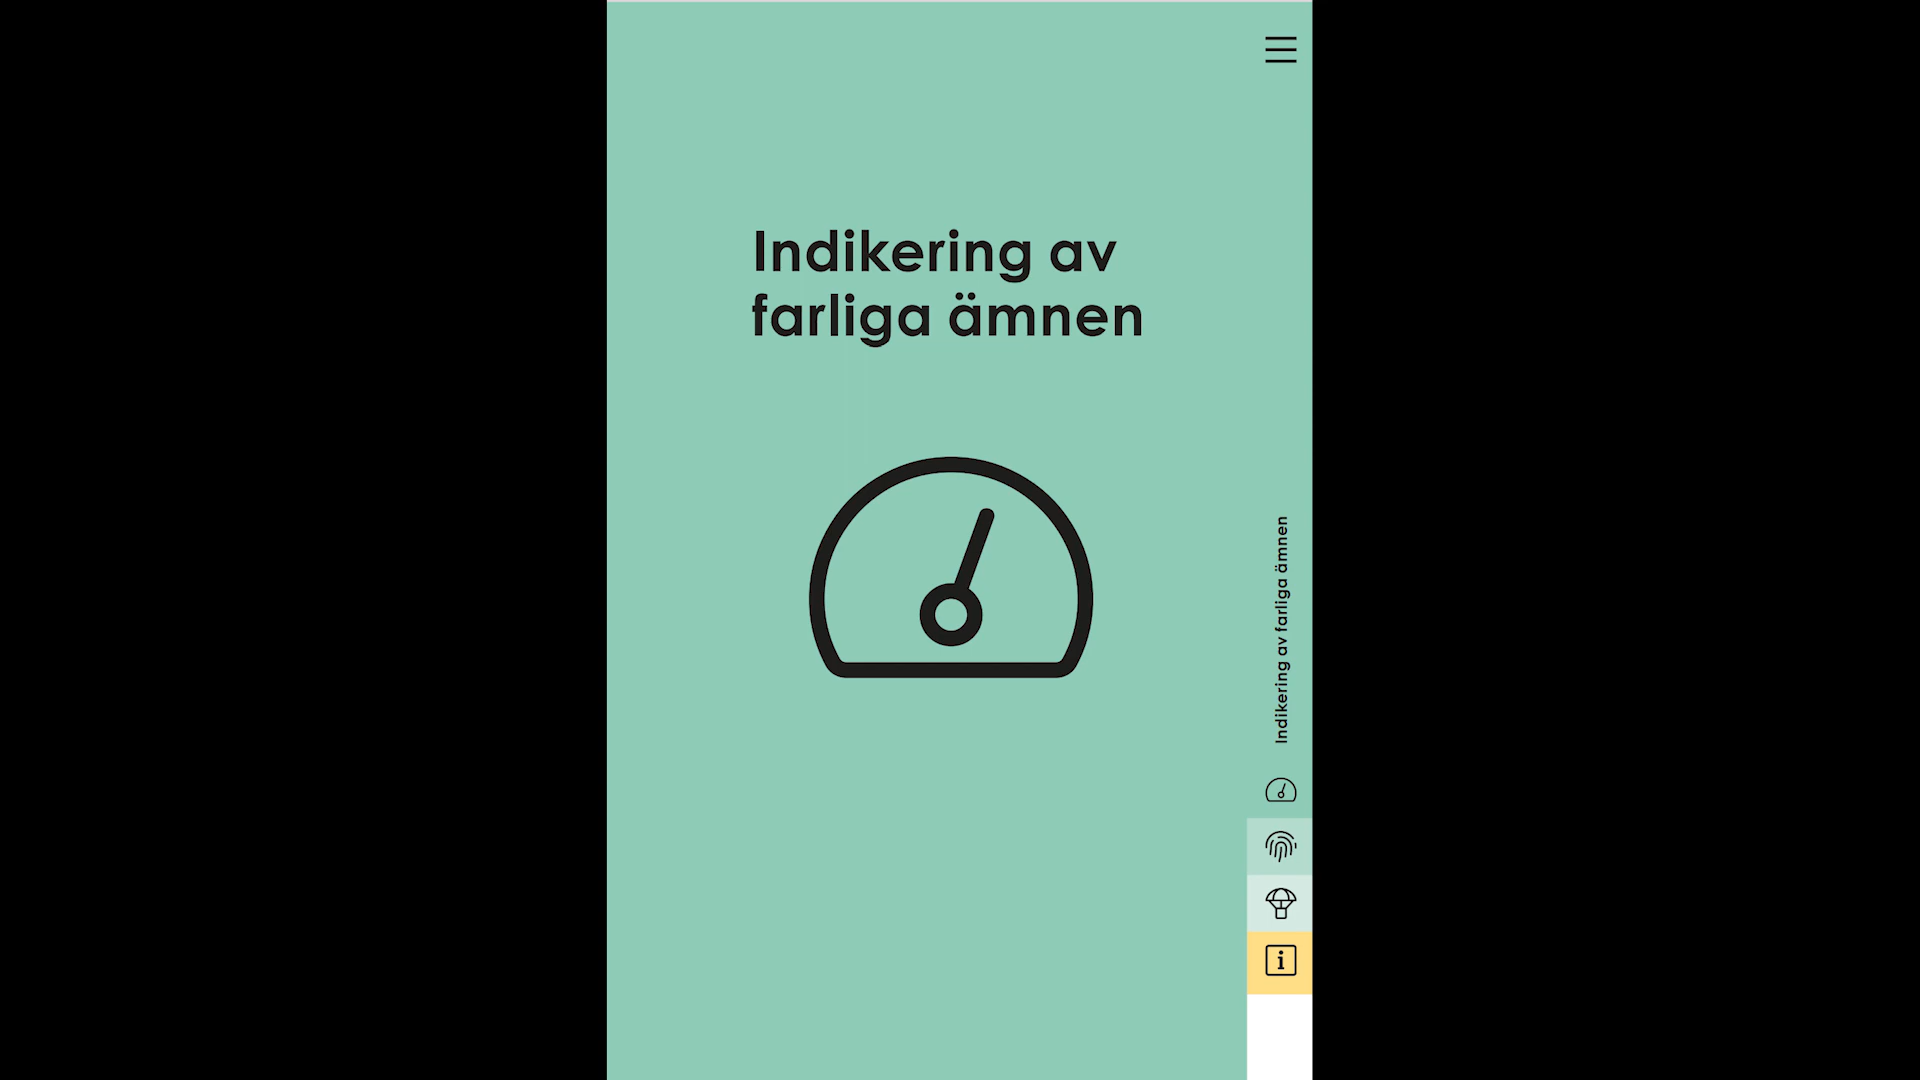 Indikering av
farliga ämnen
Indikering av farliga ämnen
i